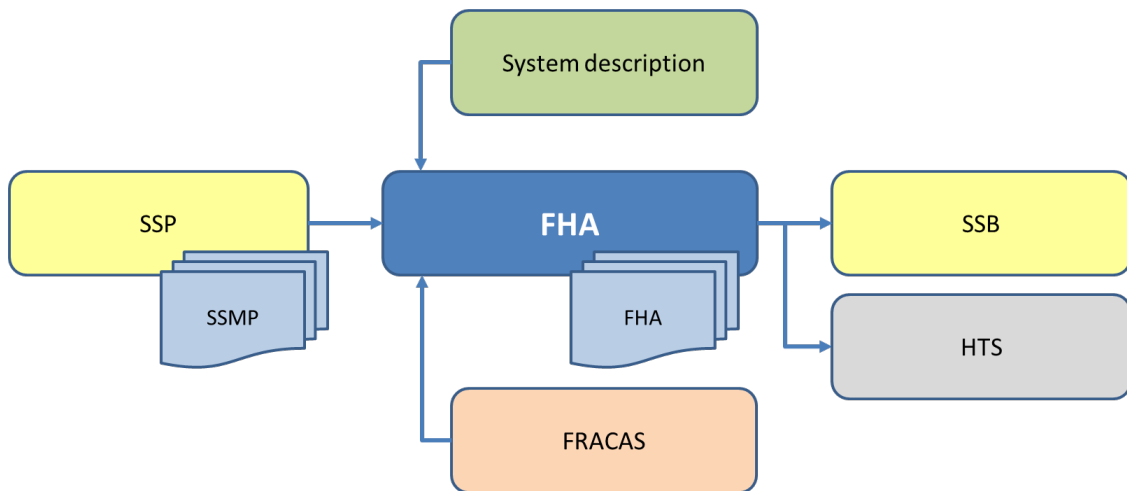 System description
SSP
FHA
SSB
SSMP
FHA
HTS
FRACAS